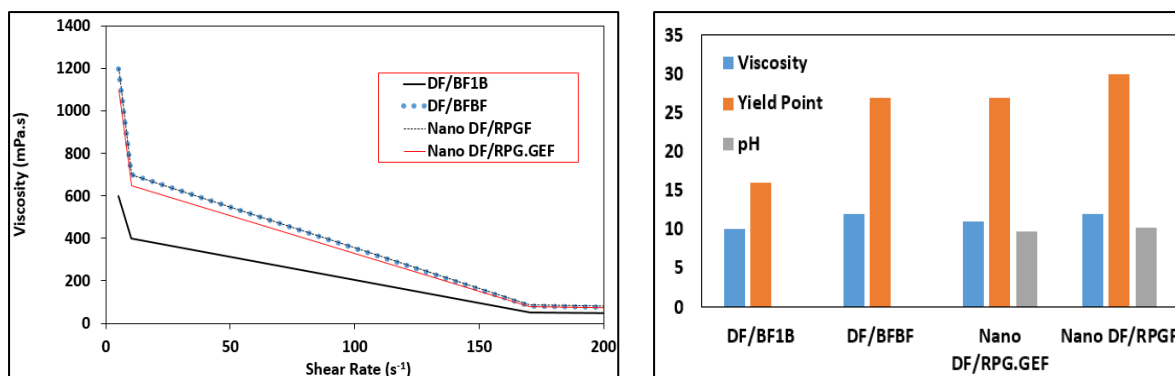 1400
1200
1000
800
600
400
200
0
Viscosity (mPa.s)
DF/BF1B
DF/BFBF
Nano DF/RPGF
Nano DF/RPG.GEF
0 50 100 150 200
Shear Rate (s⁻¹)
35
30
25
20
15
10
5
0
Viscosity
Yield Point
pH
DF/BF1B DF/BFBF Nano Nano DF/RPGF
DF/RPG.GEF